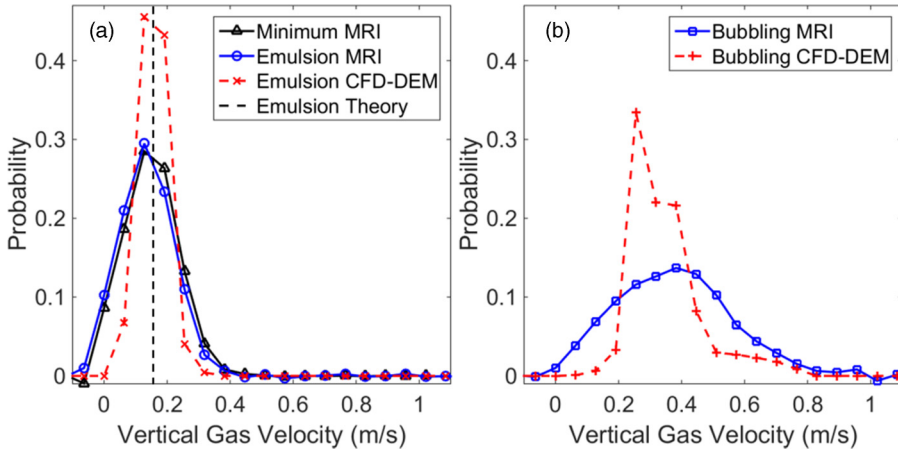 (a)
Minimum MRI
Emulsion MRI
Emulsion CFD-DEM
Emulsion Theory
Probability
0.4
0.3
0.2
0.1
0
0 0.2 0.4 0.6 0.8 1
Vertical Gas Velocity (m/s)
(b)
Bubbling MRI
Bubbling CFD-DEM
Probability
0.4
0.3
0.2
0.1
0
0 0.2 0.4 0.6 0.8 1
Vertical Gas Velocity (m/s)